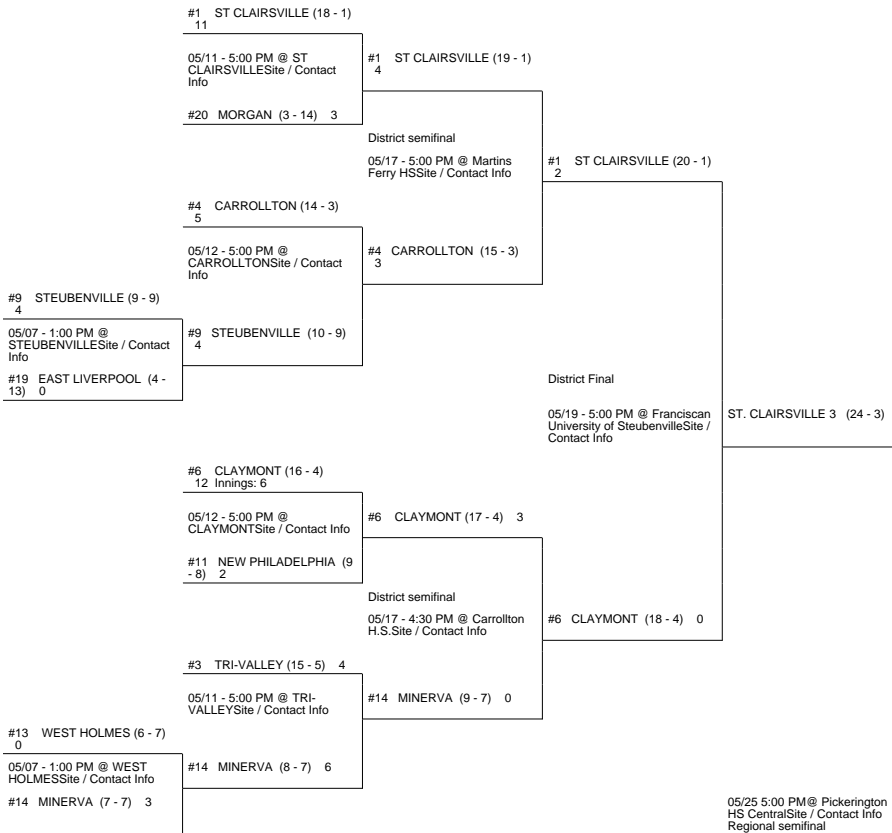 #1 ST CLAIRSVILLE (18 - 1)
11
05/11 - 5:00 PM @ ST
CLAIRSVILLESite / Contact
Info
#20 MORGAN (3 - 14) 3
#1 ST CLAIRSVILLE (19 - 1)
4
District semifinal
05/17 - 5:00 PM @ Martins
Ferry HSSite / Contact Info
#1 ST CLAIRSVILLE (20 - 1)
2
#4 CARROLLTON (14 - 3)
5
05/12 - 5:00 PM @
CARROLLTONSite / Contact
Info
#4 CARROLLTON (15 - 3)
3
#9 STEUBENVILLE (9 - 9)
4
05/07 - 1:00 PM @
STEUBENVILLESite / Contact
Info
#19 EAST LIVERPOOL (4 -
13) 0
#9 STEUBENVILLE (10 - 9)
4
District Final
05/19 - 5:00 PM @ Franciscan
University of SteubenvilleSite /
Contact Info
ST. CLAIRSVILLE 3 (24 - 3)
#6 CLAYMONT (16 - 4)
12 Innings: 6
05/12 - 5:00 PM @
CLAYMONTSite / Contact Info
#11 NEW PHILADELPHIA (9
- 8) 2
#6 CLAYMONT (17 - 4) 3
District semifinal
05/17 - 4:30 PM @ Carrollton
H.S.Site / Contact Info
#6 CLAYMONT (18 - 4) 0
#3 TRI-VALLEY (15 - 5) 4
05/11 - 5:00 PM @ TRI-
VALLEYSite / Contact Info
#14 MINERVA (9 - 7) 0
#13 WEST HOLMES (6 - 7)
0
05/07 - 1:00 PM @ WEST
HOLMESSite / Contact Info
#14 MINERVA (7 - 7) 3
#14 MINERVA (8 - 7) 6
05/25 5:00 PM@ Pickerington
HS CentralSite / Contact Info
Regional semifinal